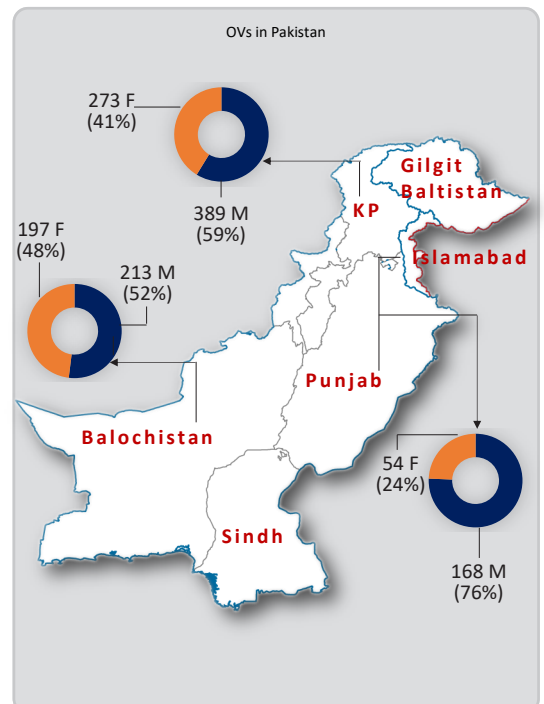 OVs in Pakistan
273 F
(41%)
Gilgit
Baltistan
KP
389 M
(59%)
197 F
(48%)
213 M
(52%)
Islamabad
Punjab
Balochistan
54 F
(24%)
Sindh
168 M
(76%)